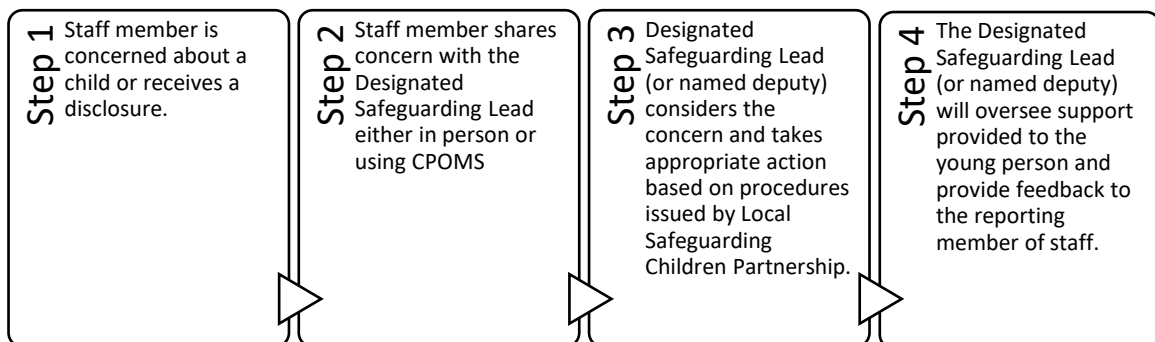 Step 1
Staff member is
concerned about a
child or receives a
disclosure.
Step 2
Staff member shares
concern with the
Designated
Safeguarding Lead
either in person or
using CPOMS
Step 3
Designated
Safeguarding Lead
(or named deputy)
considers the
concern and takes
appropriate action
based on procedures
issued by Local
Safeguarding
Children Partnership.
Step 4
The Designated
Safeguarding Lead
(or named deputy)
will oversee support
provided to the
young person and
provide feedback to
the reporting
member of staff.